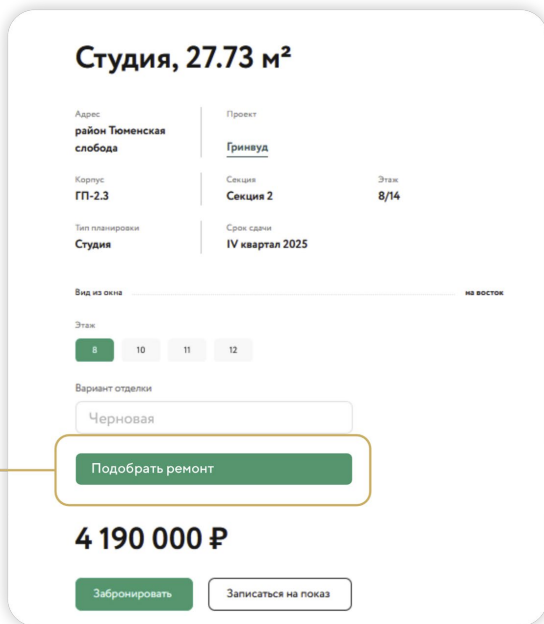 Студия, 27.73 м²
Адрес
Проект
район Тюменская
слобода
Гринвуд
Корпус
Секция
Этаж
ГП-2.3
Секция 2
8/14
Тип планировки
Срок сдачи
Студия
IV квартал 2025
Вид из окна
на восток
Этаж
8 10 11 12
Вариант отделки
Черновая
Подобрать ремонт
4 190 000 ₽
Забронировать
Записаться на показ